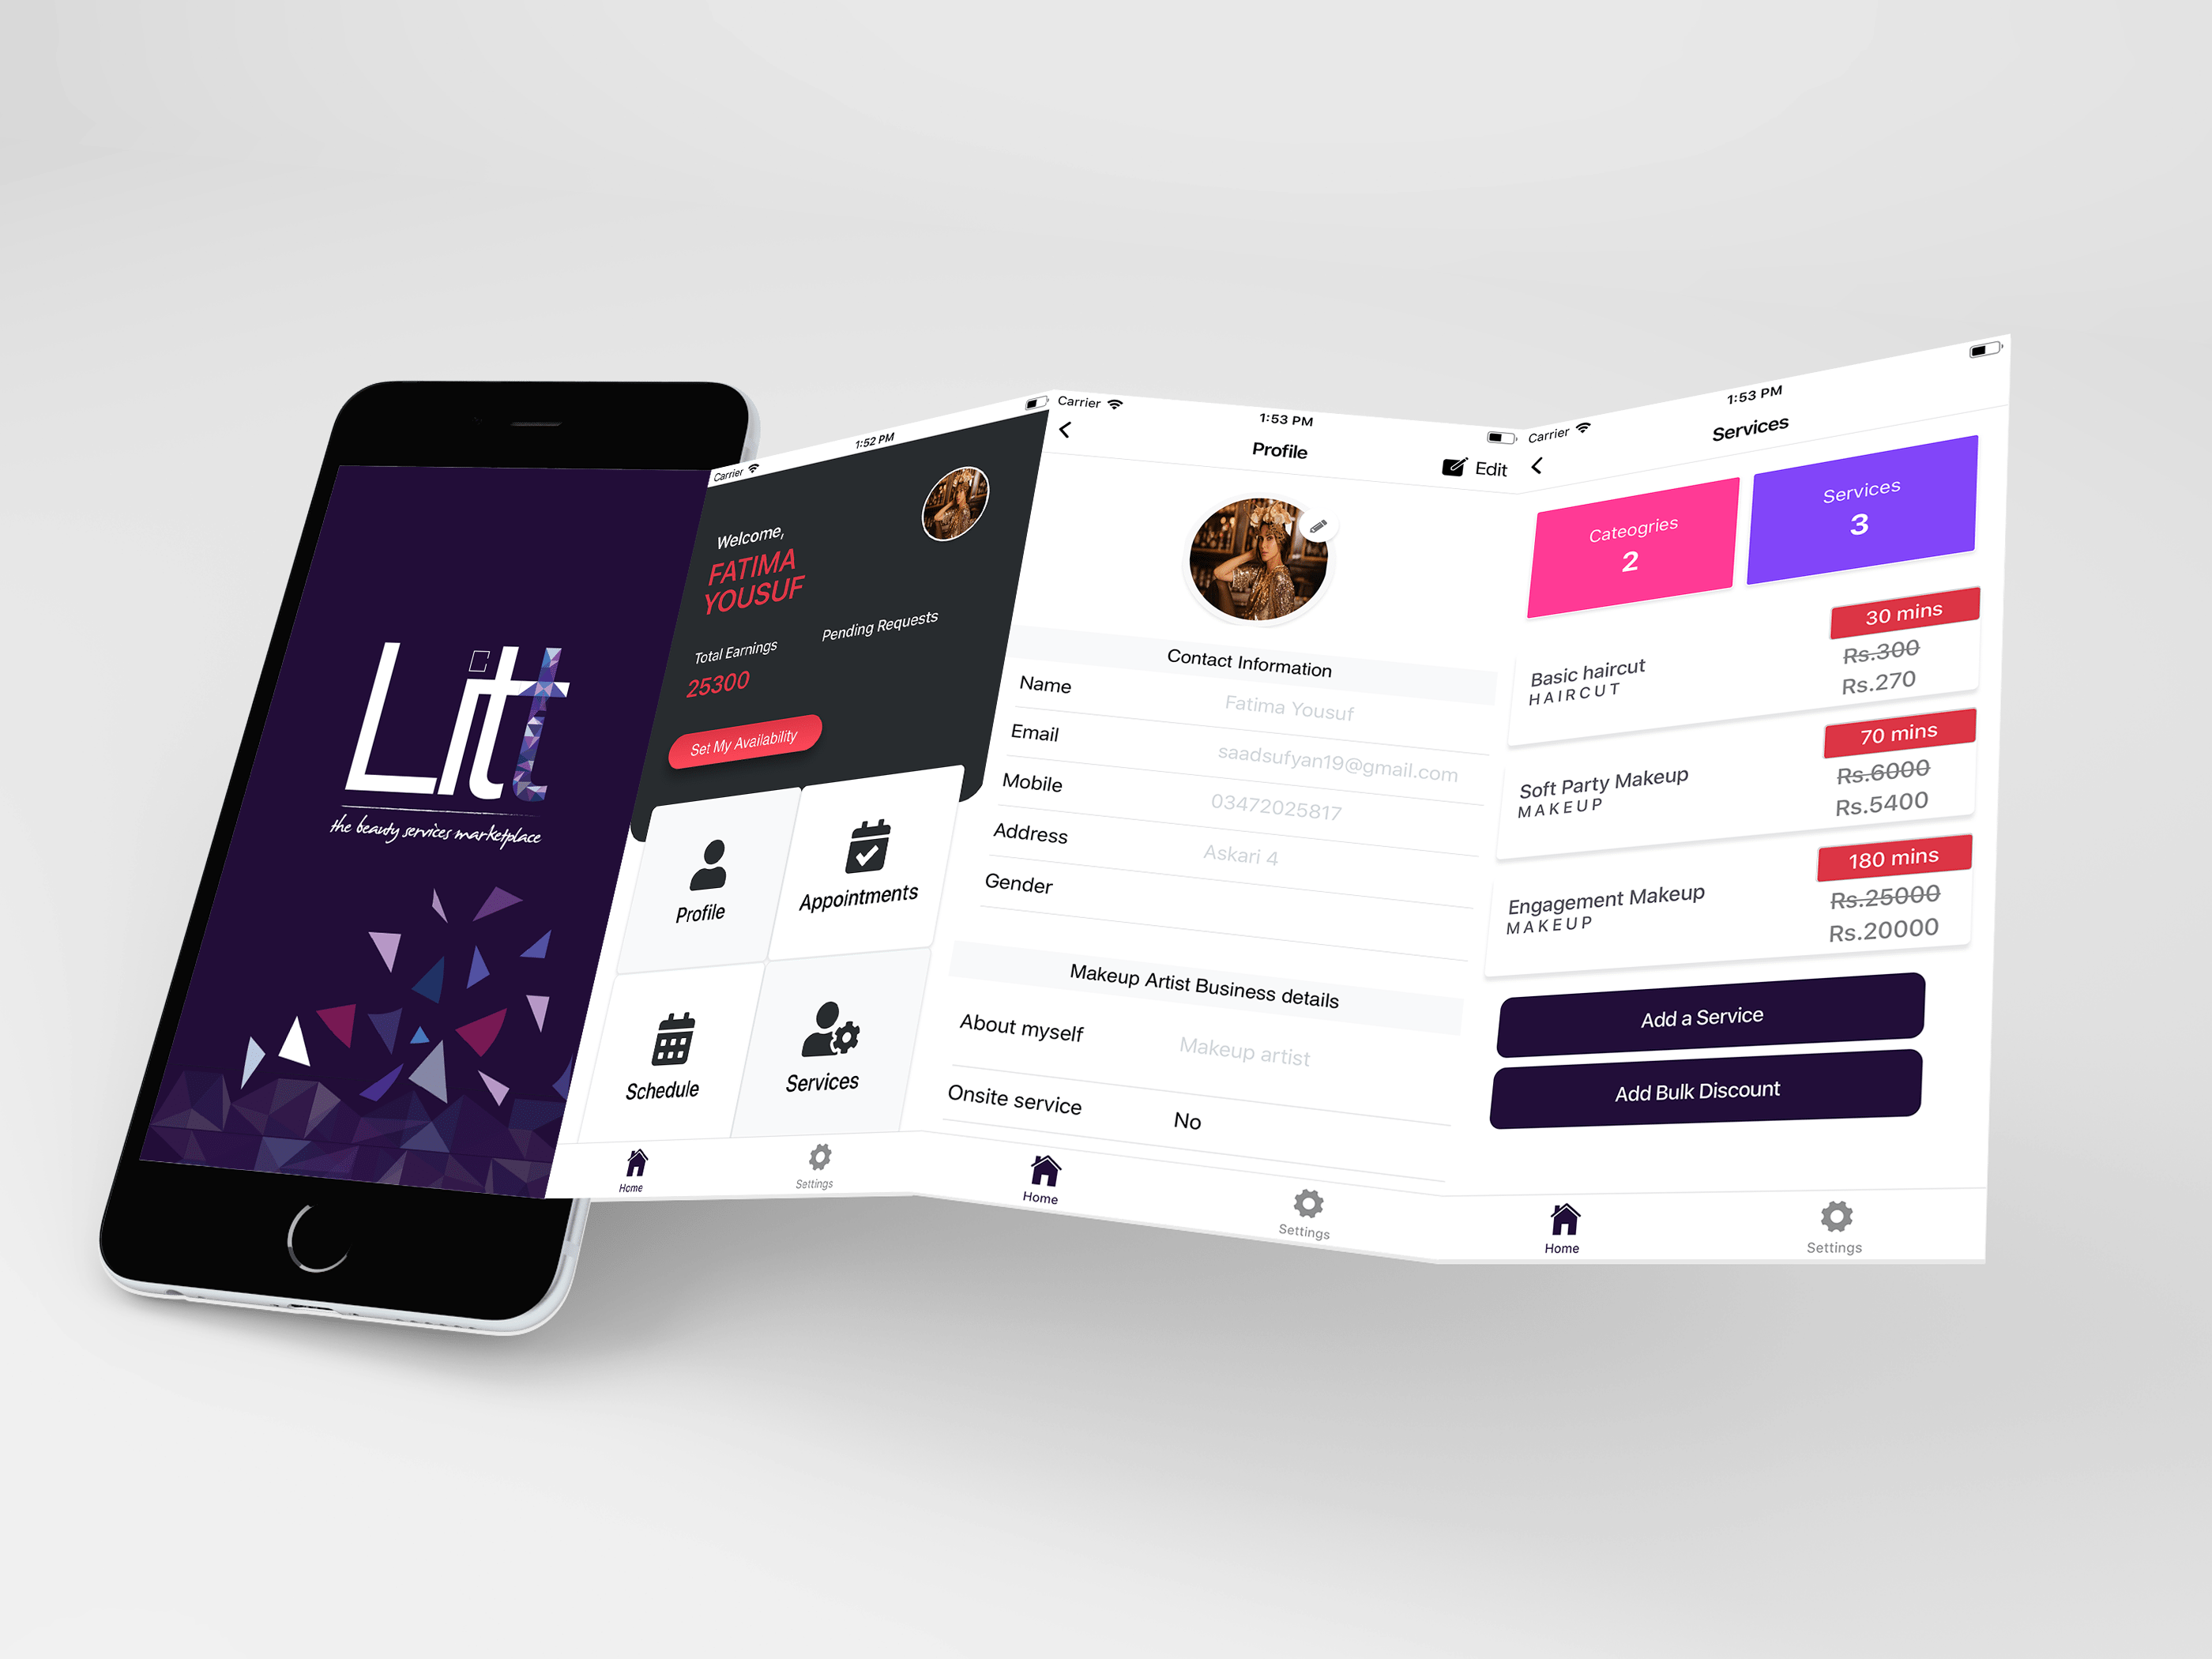 Litt
the beauty services marketplace
Carrier
1:52 PM
Welcome,
FATIMA
YOUSUF
Total Earnings
25300
Pending Requests
Set My Availability
Profile
Appointments
Schedule
Services
Home
Settings
Carrier
1:53 PM
Profile
Edit
Contact Information
Name
Fatima Yousuf
Email
saadsufyan19@gmail.com
Mobile
03472025817
Address
Askari 4
Gender
Makeup Artist Business details
About myself
Makeup artist
Onsite service
No
Home
Settings
Carrier
1:53 PM
Services
Cateogries
2
Services
3
30 mins
Basic haircut
HAIRCUT
Rs.300
Rs.270
70 mins
Soft Party Makeup
MAKEUP
Rs.6000
Rs.5400
180 mins
Engagement Makeup
MAKEUP
Rs.25000
Rs.20000
Add a Service
Add Bulk Discount
Home
Settings